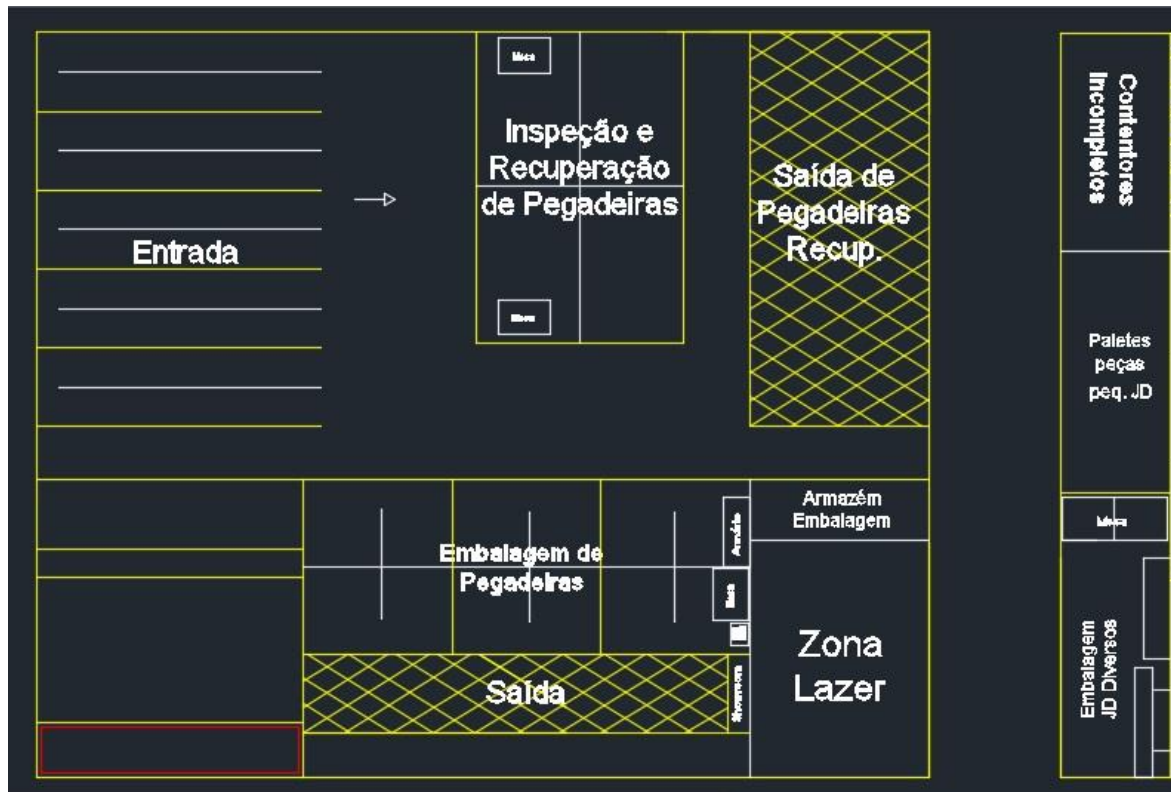 Mesa
Inspeção e
Recuperação
de Pegadeiras
Entrada
Mesa
Saída de
Pegadeiras
Recup.
Contentores
Incompletos
Paletes
peças
peq. JD
Embalagem de
Pegadeiras
Armário
Mesa
Armazém
Embalagem
Mesa
Saída
Showroom
Zona
Lazer
Embalagem
JD Diversos